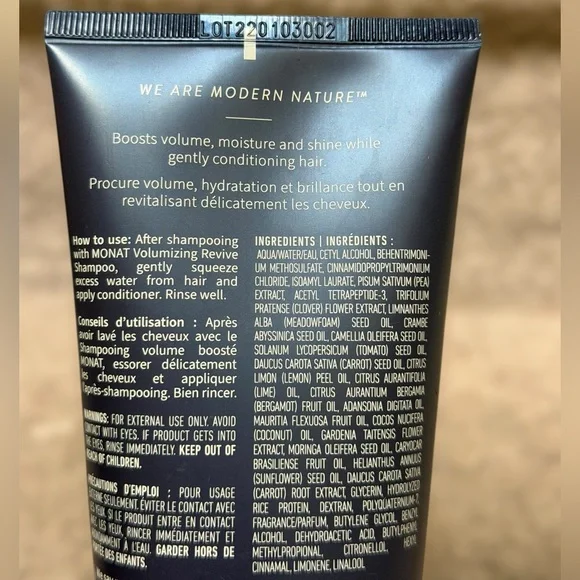 LOT220103002
WE ARE MODERN NATURE™
Boosts volume, moisture and shine while
gently conditioning hair.
Procure volume, hydratation et brillance tout en
revitalisant délicatement les cheveux.
How to use: After shampooing
with MONAT Volumizing Revive
Shampoo, gently squeeze
excess water from hair and
apply conditioner. Rinse well.
Conseils d'utilisation : Après
avoir lavé les cheveux avec le
Shampooing volume boosté
MONAT, essorer délicatement
les cheveux et appliquer
l'après-shampooing. Bien rincer.
WARNINGS: FOR EXTERNAL USE ONLY. AVOID
CONTACT WITH EYES. IF PRODUCT GETS INTO
THE EYES, RINSE IMMEDIATELY. KEEP OUT OF
REACH OF CHILDREN.
PRÉCAUTIONS D'EMPLOI : POUR USAGE
EXTERNE SEULEMENT. ÉVITER LE CONTACT AVEC
LES YEUX. SI LE PRODUIT ENTRE EN CONTACT
AVEC LES YEUX, RINCER IMMÉDIATEMENT ET
À L'EAU. GARDER HORS DE
PORTÉE DES ENFANTS.
INGREDIENTS | INGRÉDIENTS :
AQUA/WATER/EAU, CETYL ALCOHOL, BEHENTRIMONI-
UM METHOSULFATE, CINNAMIDOPROPYLTRIMONIUM
CHLORIDE, ISOAMYL LAURATE, PISUM SATIVUM (PEA)
EXTRACT, ACETYL TETRAPEPTIDE-3, TRIFOLIUM
PRATENSE (CLOVER) FLOWER EXTRACT, LIMNANTHES
ALBA (MEADOWFOAM) SEED OIL, CRAMBE
ABYSSINICA SEED OIL, CAMELLIA OLEIFERA SEED OIL,
SOLANUM LYCOPERSICUM (TOMATO) SEED OIL,
DAUCUS CAROTA SATIVA (CARROT) SEED OIL, CITRUS
LIMON (LEMON) PEEL OIL, CITRUS AURANTIFOLIA
(LIME) OIL, CITRUS AURANTIUM BERGAMIA
(BERGAMOT) FRUIT OIL, ADANSONIA DIGITATA OIL,
MAURITIA FLEXUOSA FRUIT OIL, COCOS NUCIFERA
(COCONUT) OIL, GARDENIA TAITENSIS FLOWER
EXTRACT, MORINGA OLEIFERA SEED OIL, CARYOCAR
BRASILIENSE FRUIT OIL, HELIANTHUS ANNUUS
(SUNFLOWER) SEED OIL, DAUCUS CAROTA SATIVA
(CARROT) ROOT EXTRACT, GLYCERIN, HYDROLYZED
RICE PROTEIN, DEXTRAN, POLYQUATERNIUM-
FRAGRANCE/PARFUM, BUTYLENE GLYCOL, BENZYL
ALCOHOL, DEHYDROACETIC ACID, BUTYLPHENYL
METHYLPROPIONAL, CITRONELLOL, HEXYL
CINNAMAL, LIMONENE, LINALOOL